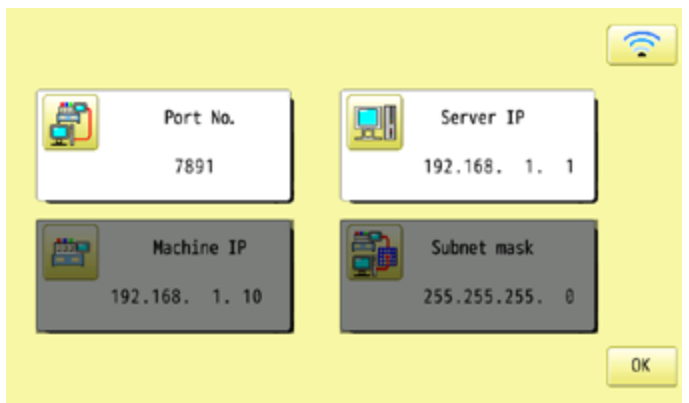 Port No.
7891
Server IP
192.168. 1. 1
Machine IP
192.168. 1. 10
Subnet mask
255.255.255. 0
OK